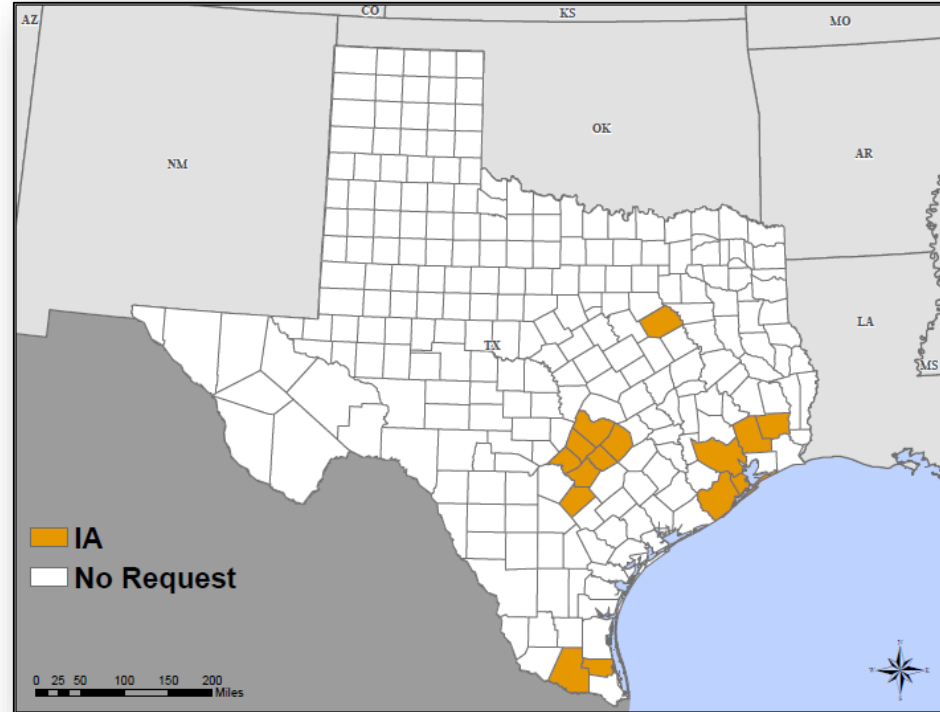 AZ
CO
KS
MO
OK
NM
AR
TX
LA
MS
IA
No Request
0 25 50 100 150 200
Miles